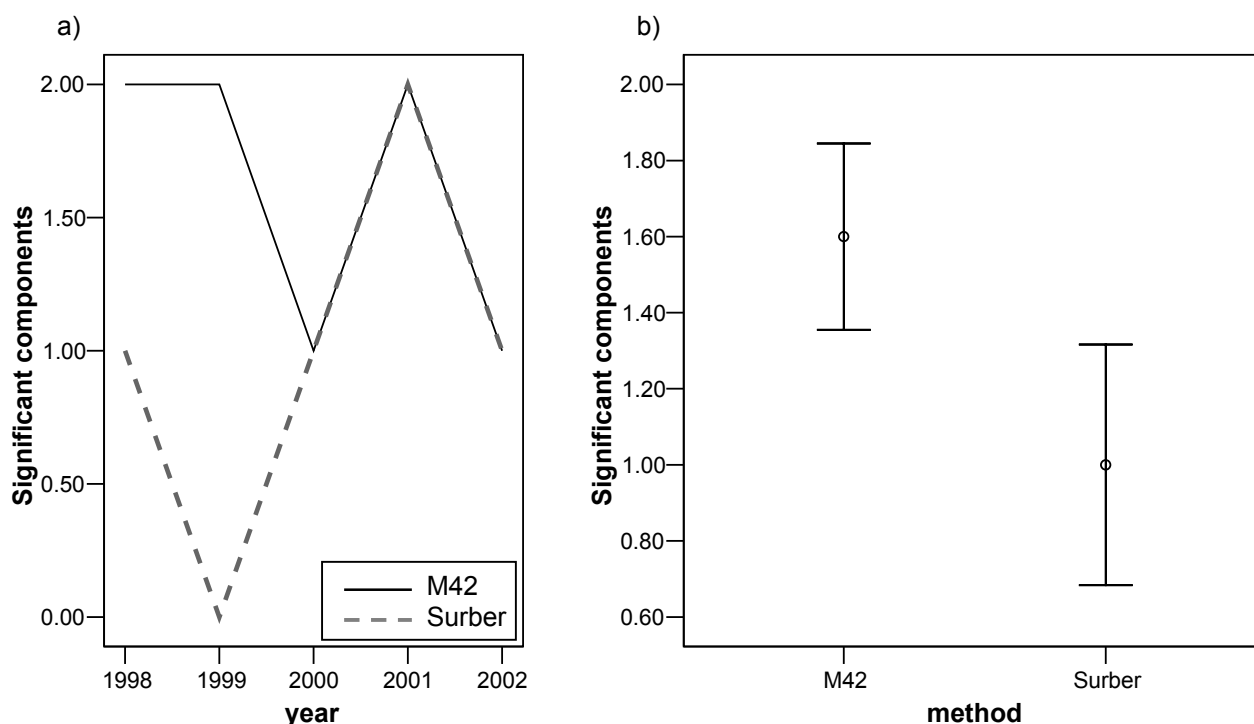 a)
Significant components
2.00
1.50
1.00
0.50
0.00
M42
Surber
1998 1999 2000 2001 2002
year
b)
Significant components
2.00
1.80
1.60
1.40
1.20
1.00
0.80
0.60
M42 Surber
method